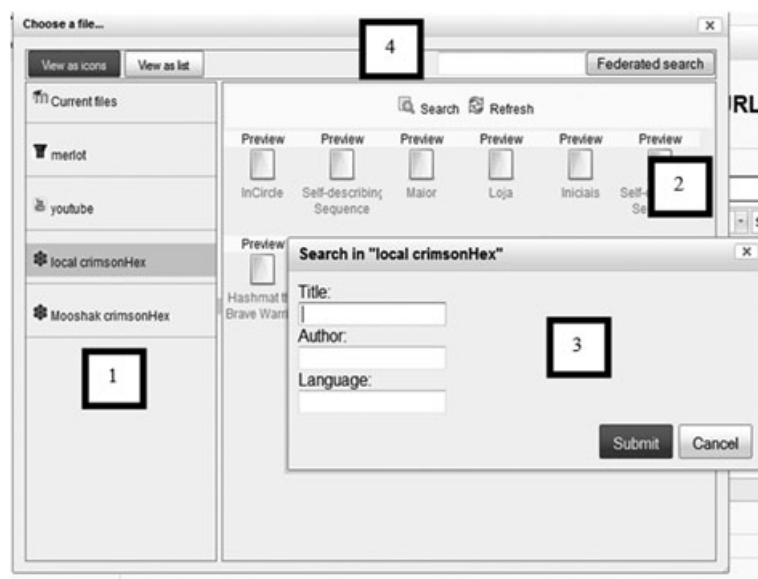 Choose a file...
4
View as icons View as list Federated search
Current files
merlot
youtube
local crimsonHex
Mooshak crimsonHex
1
Search Refresh
Preview Preview Preview Preview Preview Preview
InCircle Self-describing Maior Loja Iniciais
Sequence
2
Preview
Hashmat
Brave
Search in "local crimsonHex"
Title:
Author:
Language:
3
Submit Cancel